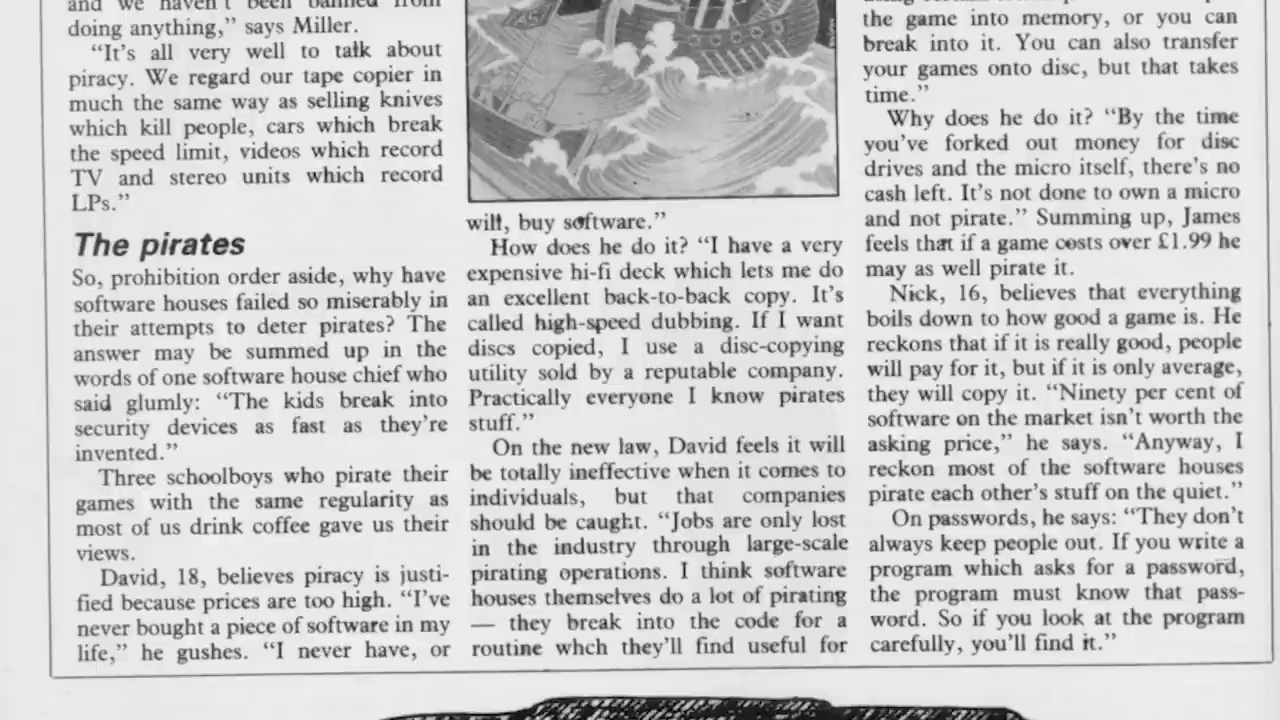 and we haven't been banned from
doing anything," says Miller.
"It's all very well to talk about
piracy. We regard our tape copier in
much the same way as selling knives
which kill people, cars which break
the speed limit, videos which record
TV and stereo units which record
LPs."
The pirates
So, prohibition order aside, why have
software houses failed so miserably in
their attempts to deter pirates? The
answer may be summed up in the
words of one software house chief who
said glumly: "The kids break into
security devices as fast as they're
invented."
Three schoolboys who pirate their
games with the same regularity as
most of us drink coffee gave us their
views.
David, 18, believes piracy is justi-
fied because prices are too high. "I've
never bought a piece of software in my
life," he gushes. "I never have, or
will, buy software."
How does he do it? "I have a very
expensive hi-fi deck which lets me do
an excellent back-to-back copy. It's
called high-speed dubbing. If I want
discs copied, I use a disc-copying
utility sold by a reputable company.
Practically everyone I know pirates
stuff."
On the new law, David feels it will
be totally ineffective when it comes to
individuals, but that companies
should be caught. "Jobs are only lost
in the industry through large-scale
pirating operations. I think software
houses themselves do a lot of pirating
— they break into the code for a
routine whch they'll find useful for
the game into memory, or you can
break into it. You can also transfer
your games onto disc, but that takes
time."
Why does he do it? "By the time
you've forked out money for disc
drives and the micro itself, there's no
cash left. It's not done to own a micro
and not pirate." Summing up, James
feels that if a game costs over £1.99 he
may as well pirate it.
Nick, 16, believes that everything
boils down to how good a game is. He
reckons that if it is really good, people
will pay for it, but if it is only average,
they will copy it. "Ninety per cent of
software on the market isn't worth the
asking price," he says. "Anyway, I
reckon most of the software houses
pirate each other's stuff on the quiet."
On passwords, he says: "They don't
always keep people out. If you write a
program which asks for a password,
the program must know that pass-
word. So if you look at the program
carefully, you'll find it."